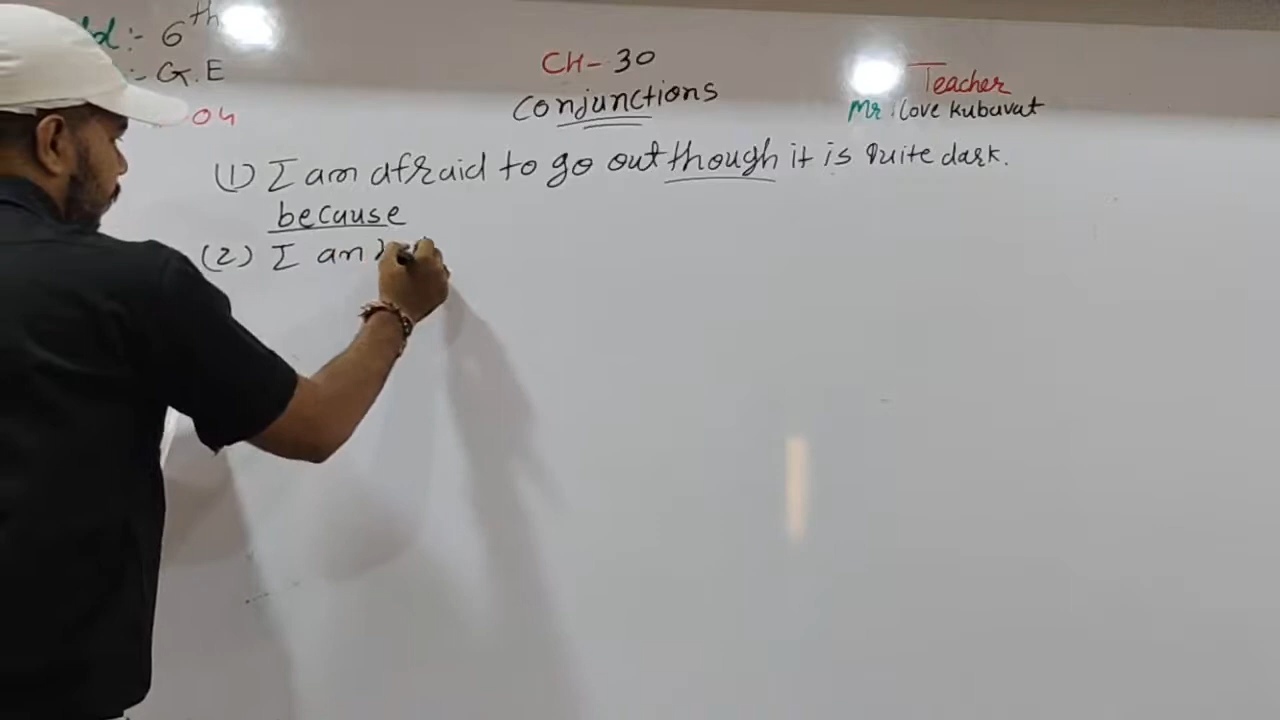 :- 6th
:- G.E
04
CH- 30
Conjunctions
Teacher
Mr. Love Kubavat
(1) I am afraid to go out though it is quite dark.
because
(2) I am